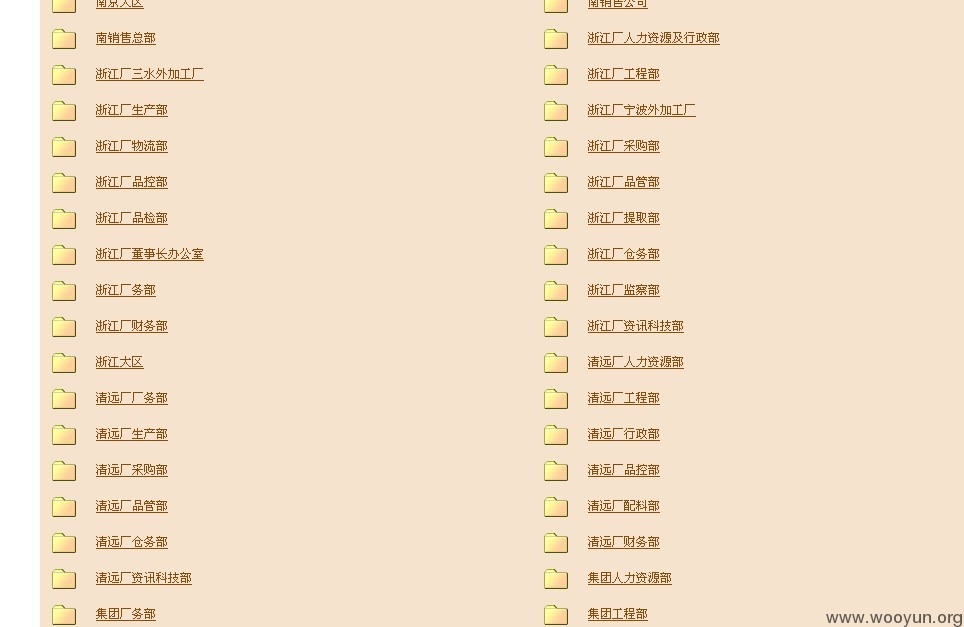 南京大区
南销售公司
南销售总部
浙江厂人力资源及行政部
浙江厂三水外加工厂
浙江厂工程部
浙江厂生产部
浙江厂宁波外加工厂
浙江厂物流部
浙江厂采购部
浙江厂品控部
浙江厂品管部
浙江厂品检部
浙江厂提取部
浙江厂董事长办公室
浙江厂仓务部
浙江厂务部
浙江厂监察部
浙江厂财务部
浙江厂资讯科技部
浙江大区
清远厂人力资源部
清远厂厂务部
清远厂工程部
清远厂生产部
清远厂行政部
清远厂采购部
清远厂品控部
清远厂品管部
清远厂配料部
清远厂仓务部
清远厂财务部
清远厂资讯科技部
集团人力资源部
集团厂务部
集团工程部
www.wooyun.org